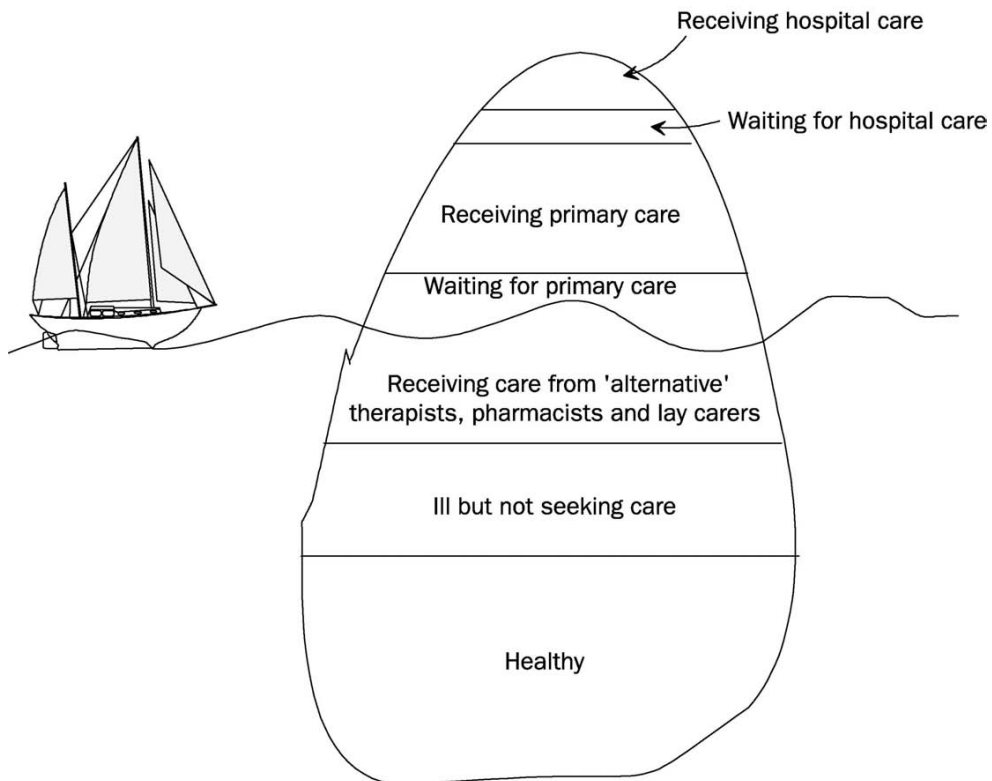 Receiving hospital care
Waiting for hospital care
Receiving primary care
Waiting for primary care
Receiving care from 'alternative'
therapists, pharmacists and lay carers
Ill but not seeking care
Healthy